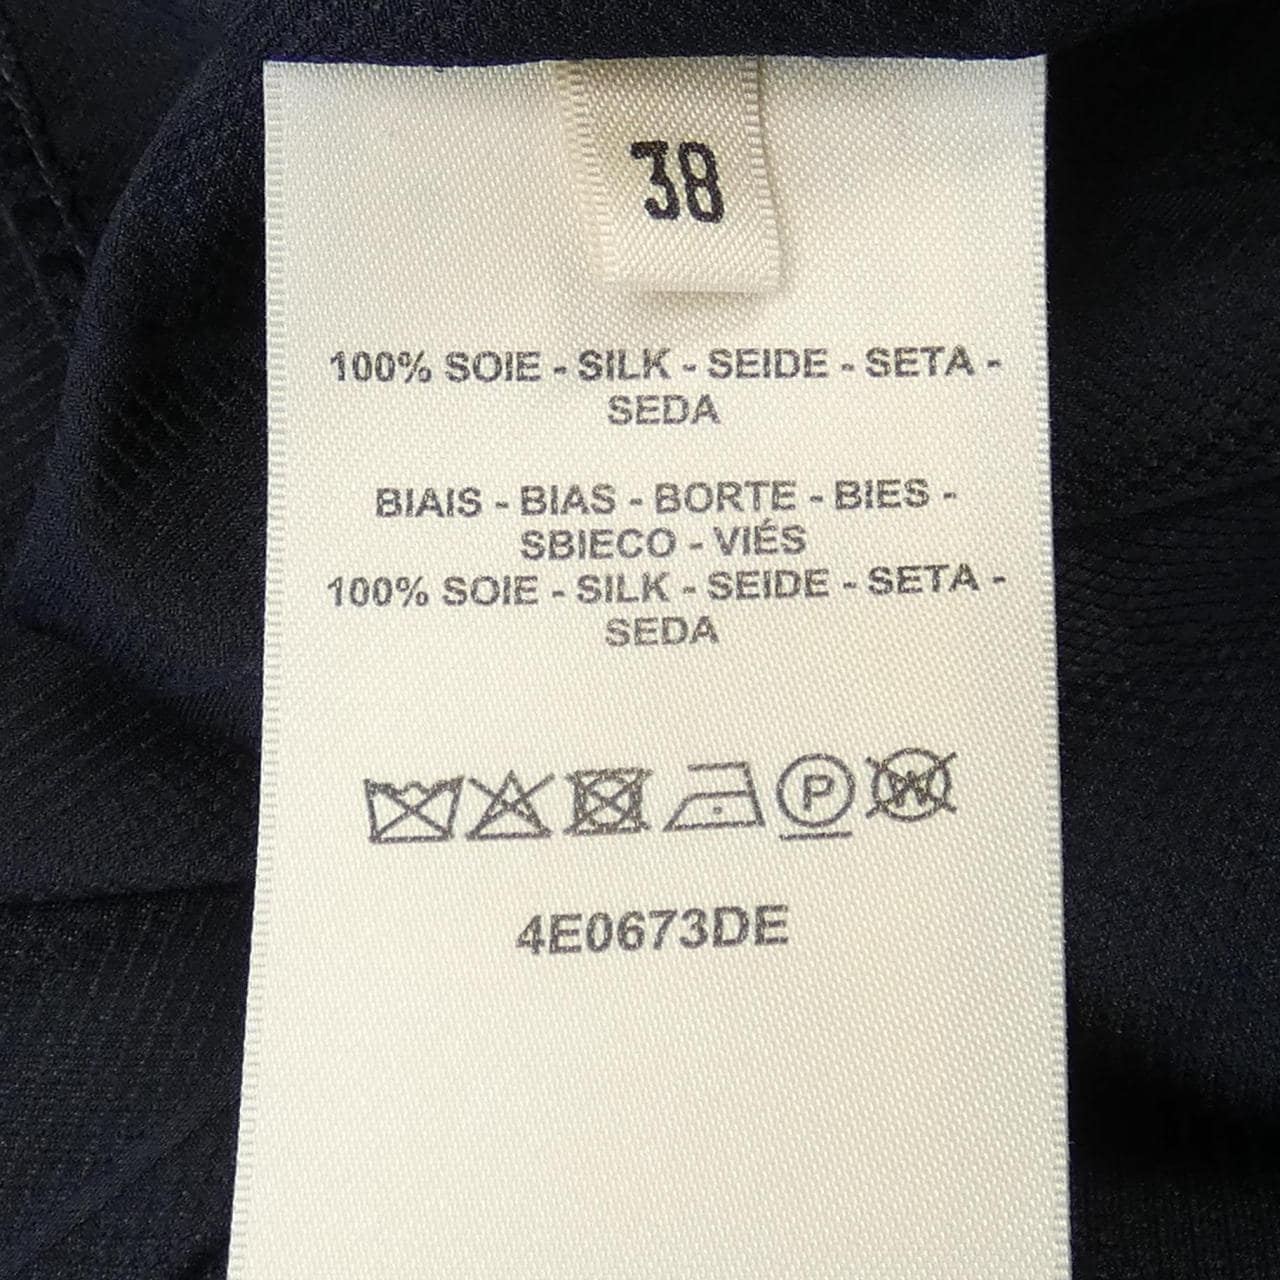 38
100% SOIE - SILK - SEIDE - SETA -
SEDA
BIAIS - BIAS - BORTE - BIES -
SBIECO - VIÉS
100% SOIE - SILK - SEIDE - SETA -
SEDA
P W
4E0673DE